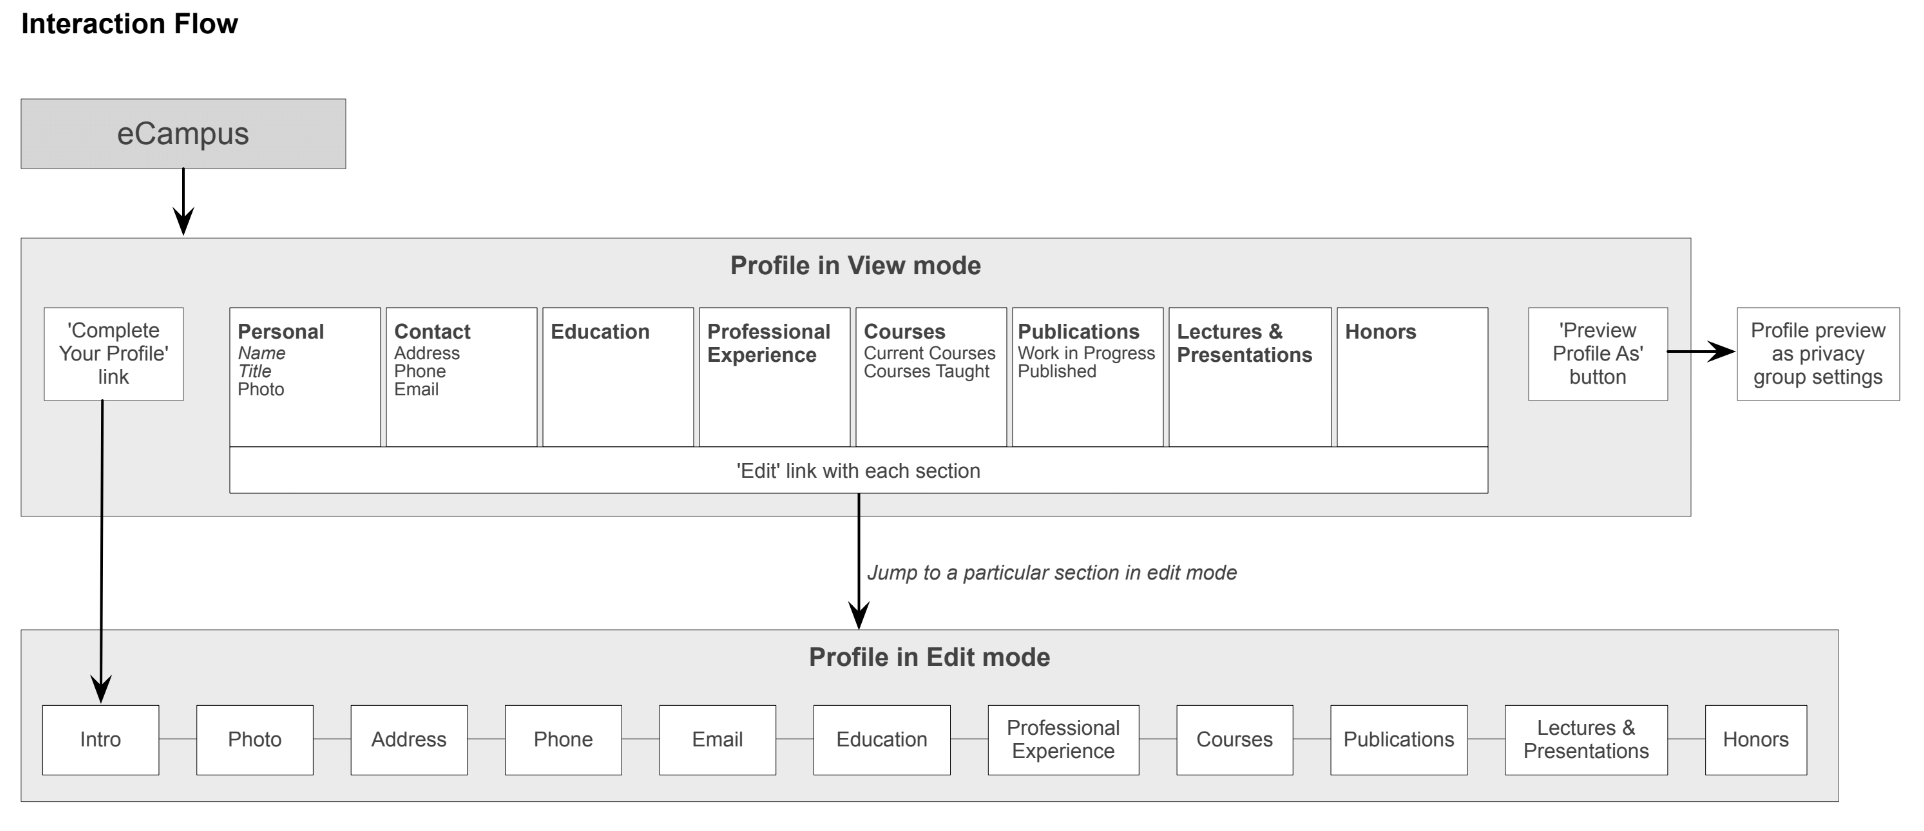 Interaction Flow
eCampus
Profile in View mode
'Complete
Your Profile'
link
Personal
Name
Title
Photo
Contact
Address
Phone
Email
Education
Professional
Experience
Courses
Current Courses
Courses Taught
Publications
Work in Progress
Published
Lectures &
Presentations
Honors
'Edit' link with each section
'Preview
Profile As'
button
Profile preview
as privacy
group settings
Jump to a particular section in edit mode
Profile in Edit mode
Intro
Photo
Address
Phone
Email
Education
Professional
Experience
Courses
Publications
Lectures &
Presentations
Honors